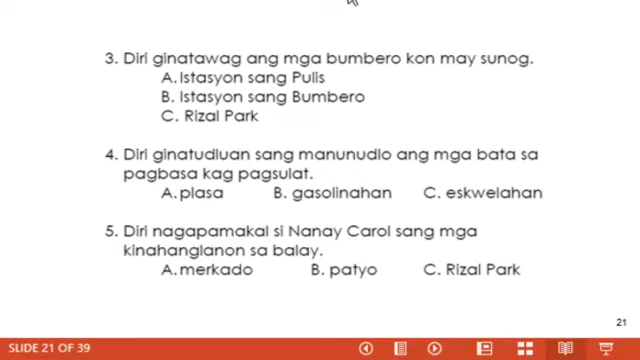 3. Diri ginatawag ang mga bumbero kon may sunog.
A. Istasyon sang Pulis
B. Istasyon sang Bumbero
C. Rizal Park
4. Diri ginatudluan sang manunudlo ang mga bata sa
pagbasa kag pagsulat.
A. plasa B. gasolinahan C. eskwelahan
5. Diri nagapamakal si Nanay Carol sang mga
kinahanglanon sa balay.
A. merkado B. patyo C. Rizal Park
21
SLIDE 21 OF 39